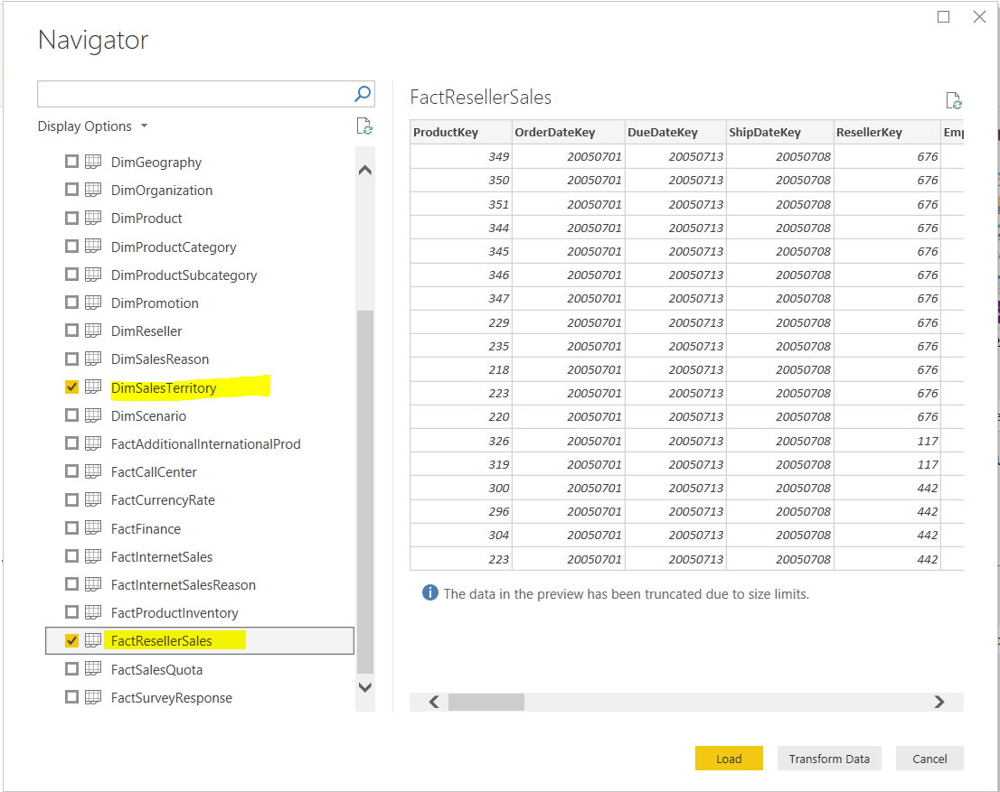 Navigator
Display Options
DimGeography
DimOrganization
DimProduct
DimProductCategory
DimProductSubcategory
DimPromotion
DimReseller
DimSalesReason
DimSalesTerritory
DimScenario
FactAdditionalInternationalProd
FactCallCenter
FactCurrencyRate
FactFinance
FactInternetSales
FactInternetSalesReason
FactProductInventory
FactResellerSales
FactSalesQuota
FactSurveyResponse
FactResellerSales
ProductKey OrderDateKey DueDateKey ShipDateKey ResellerKey Emp
349 20050701 20050713 20050708 676
350 20050701 20050713 20050708 676
351 20050701 20050713 20050708 676
344 20050701 20050713 20050708 676
345 20050701 20050713 20050708 676
346 20050701 20050713 20050708 676
347 20050701 20050713 20050708 676
229 20050701 20050713 20050708 676
235 20050701 20050713 20050708 676
218 20050701 20050713 20050708 676
223 20050701 20050713 20050708 676
220 20050701 20050713 20050708 676
326 20050701 20050713 20050708 117
319 20050701 20050713 20050708 117
300 20050701 20050713 20050708 442
296 20050701 20050713 20050708 442
304 20050701 20050713 20050708 442
223 20050701 20050713 20050708 442
The data in the preview has been truncated due to size limits.
Load Transform Data Cancel